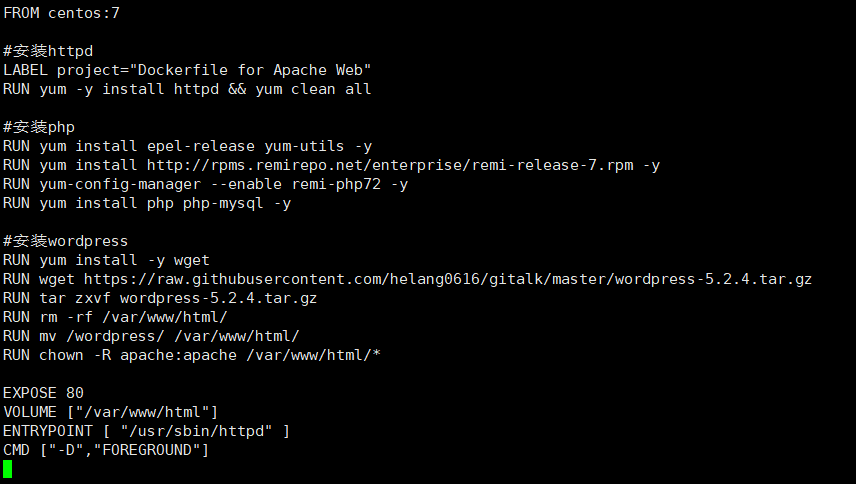 FROM centos:7
#安装httpd
LABEL project="Dockerfile for Apache Web"
RUN yum -y install httpd && yum clean all
#安装php
RUN yum install epel-release yum-utils -y
RUN yum install http://rpms.remirepo.net/enterprise/remi-release-7.rpm -y
RUN yum-config-manager --enable remi-php72 -y
RUN yum install php php-mysql -y
#安装wordpress
RUN yum install -y wget
RUN wget https://raw.githubusercontent.com/helang0616/gitalk/master/wordpress-5.2.4.tar.gz
RUN tar zxvf wordpress-5.2.4.tar.gz
RUN rm -rf /var/www/html/
RUN mv /wordpress/ /var/www/html/
RUN chown -R apache:apache /var/www/html/*
EXPOSE 80
VOLUME ["/var/www/html"]
ENTRYPOINT [ "/usr/sbin/httpd" ]
CMD ["-D","FOREGROUND"]